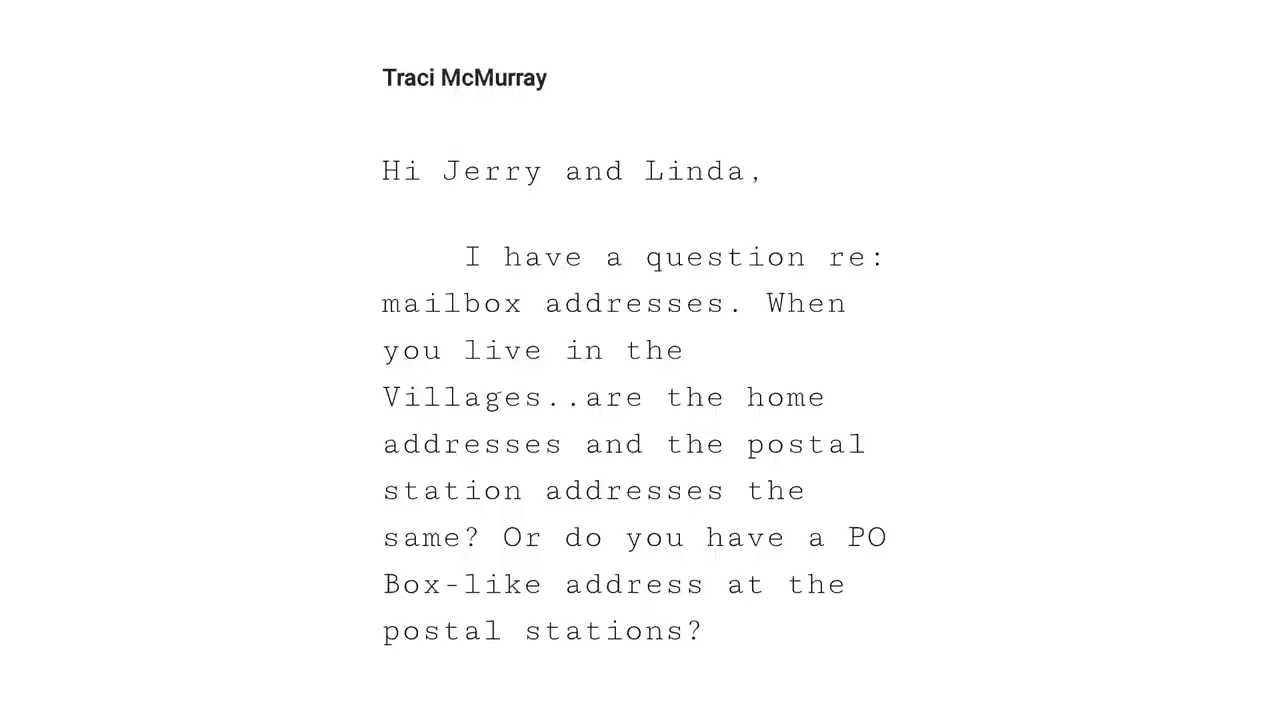 Traci McMurray
Hi Jerry and Linda,
I have a question re:
mailbox addresses. When
you live in the
Villages..are the home
addresses and the postal
station addresses the
same? Or do you have a PO
Box-like address at the
postal stations?